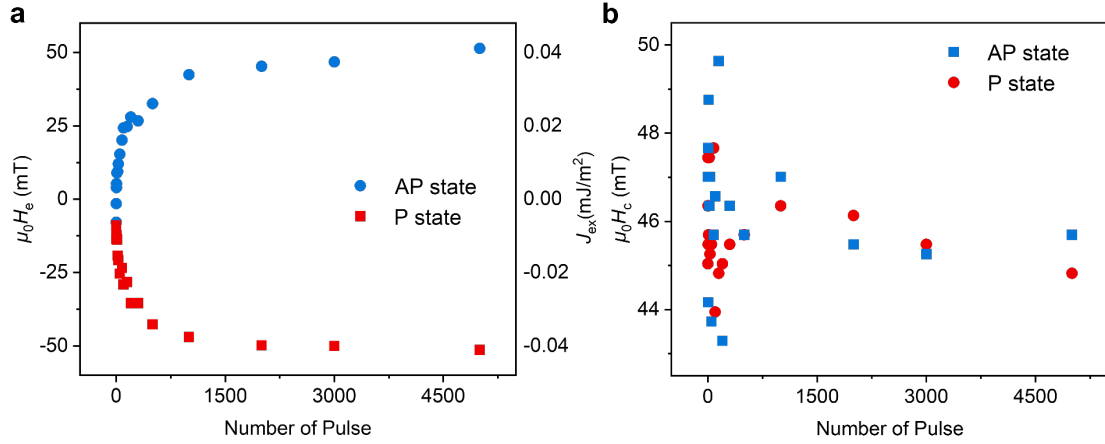 a
50
25
0
-25
-50
μ₀Hₑ (mT)
0.04
0.02
0.00
-0.02
-0.04
Jₑₓ(mJ/m²)
AP state
P state
0
1500
3000
4500
Number of Pulse
b
50
48
46
44
μ₀H_c (mT)
AP state
P state
0
1500
3000
4500
Number of Pulse